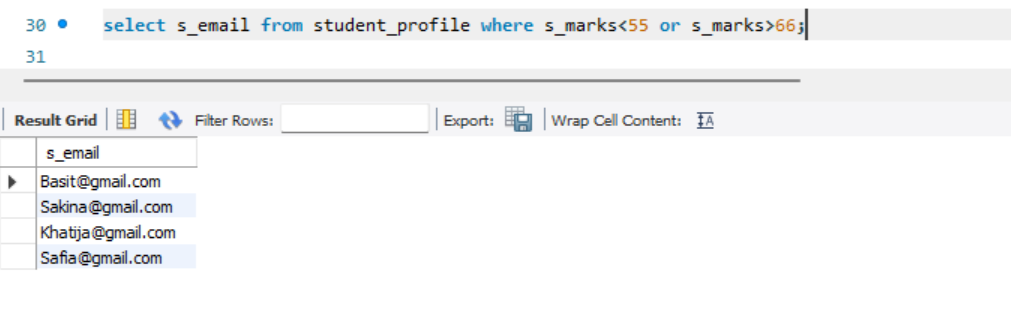 30 select s_email from student_profile where s_marks<55 or s_marks>66;
31
Result Grid Filter Rows: Export: Wrap Cell Content: IA
s_email
Basit@gmail.com
Sakina@gmail.com
Khatija@gmail.com
Safia@gmail.com